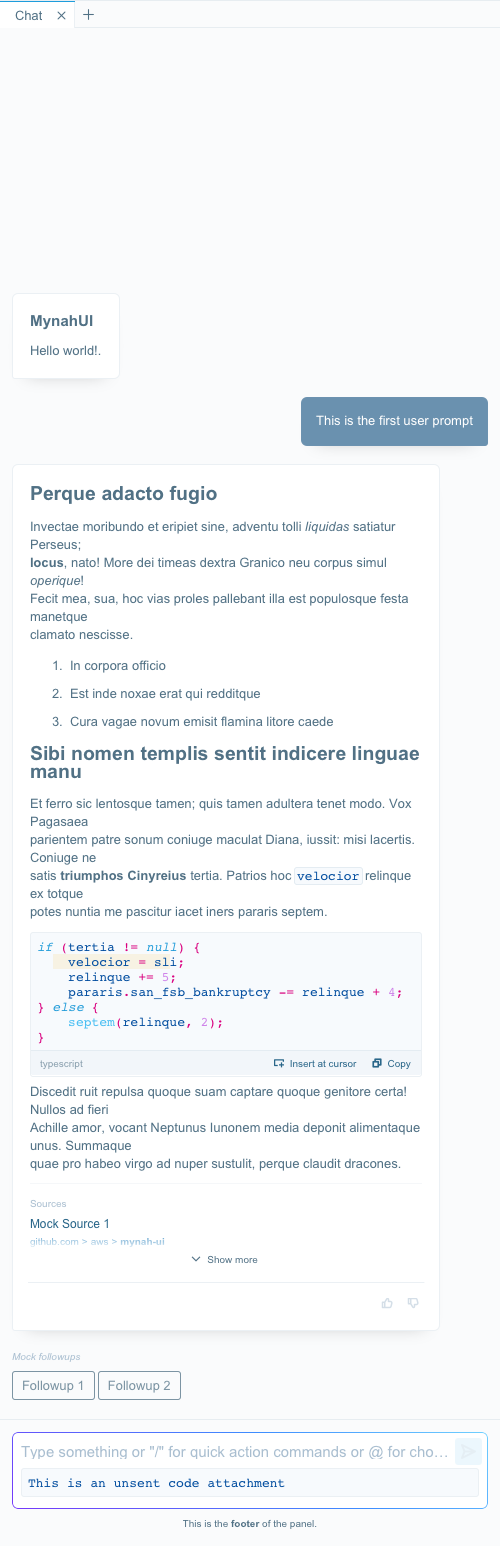 Chat
MynahUI
Hello world!.
This is the first user prompt
Perque adacto fugio
Invectae moribundo et eripiet sine, adventu tolli liquidas satiatur
Perseus;
locus, nato! More dei timeas dextra Granico neu corpus simul
operique!
Fecit mea, sua, hoc vias proles pallebant illa est populosque festa
manetque
clamato nescisse.
1. In corpora officio
2. Est inde noxae erat qui redditque
3. Cura vagae novum emisit flamina litore caede
Sibi nomen templis sentit indicere linguae
manu
Et ferro sic lentosque tamen; quis tamen adultera tenet modo. Vox
Pagasaea
parientem patre sonum coniuge maculat Diana, iussit: misi lacertis.
Coniuge ne
satis triumphos Cinyreius tertia. Patrios hoc velocior relinque
ex totque
potes nuntia me pascitur iacet iners pararis septem.
if (tertia != null) {
    velocior = sli;
    relinque += 5;
    pararis.san_fsb_bankruptcy -= relinque + 4;
} else {
    septem(relinque, 2);
}
typescript Insert at cursor Copy
Discedit ruit repulsa quoque suam captare quoque genitore certa!
Nullos ad fieri
Achille amor, vocant Neptunus Iunonem media deponit alimentaque
unus. Summaque
quae pro habeo virgo ad nuper sustulit, perque claudit dracones.
Sources
Mock Source 1
github.com > aws > mynah-ui
Show more
Mock followups
Followup 1 Followup 2
Type something or "/" for quick action commands or @ for cho...
This is an unsent code attachment
This is the footer of the panel.